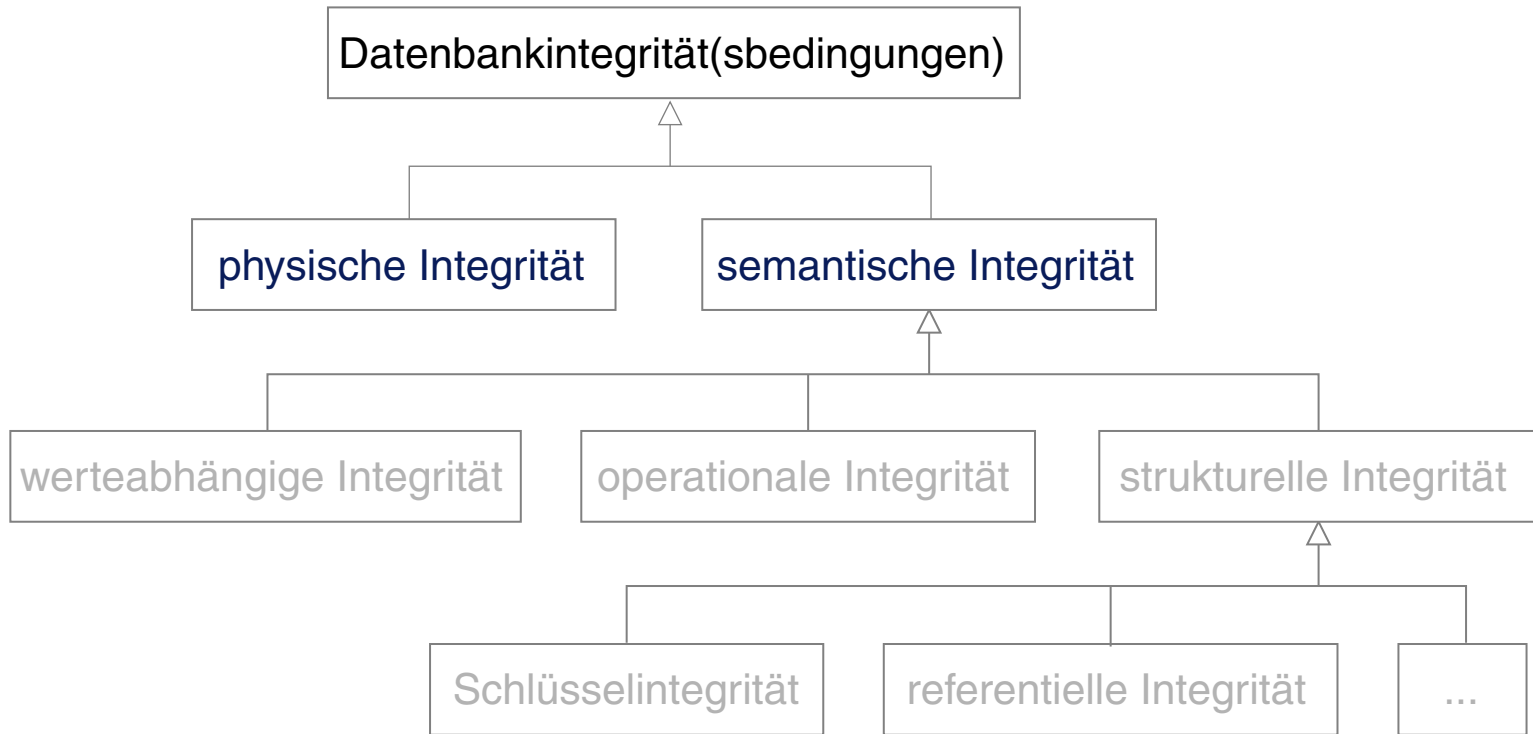 Datenbankintegrität(sbedingungen)
physische Integrität
semantische Integrität
werteabhängige Integrität
operationale Integrität
strukturelle Integrität
Schlüsselintegrität
referentielle Integrität
...